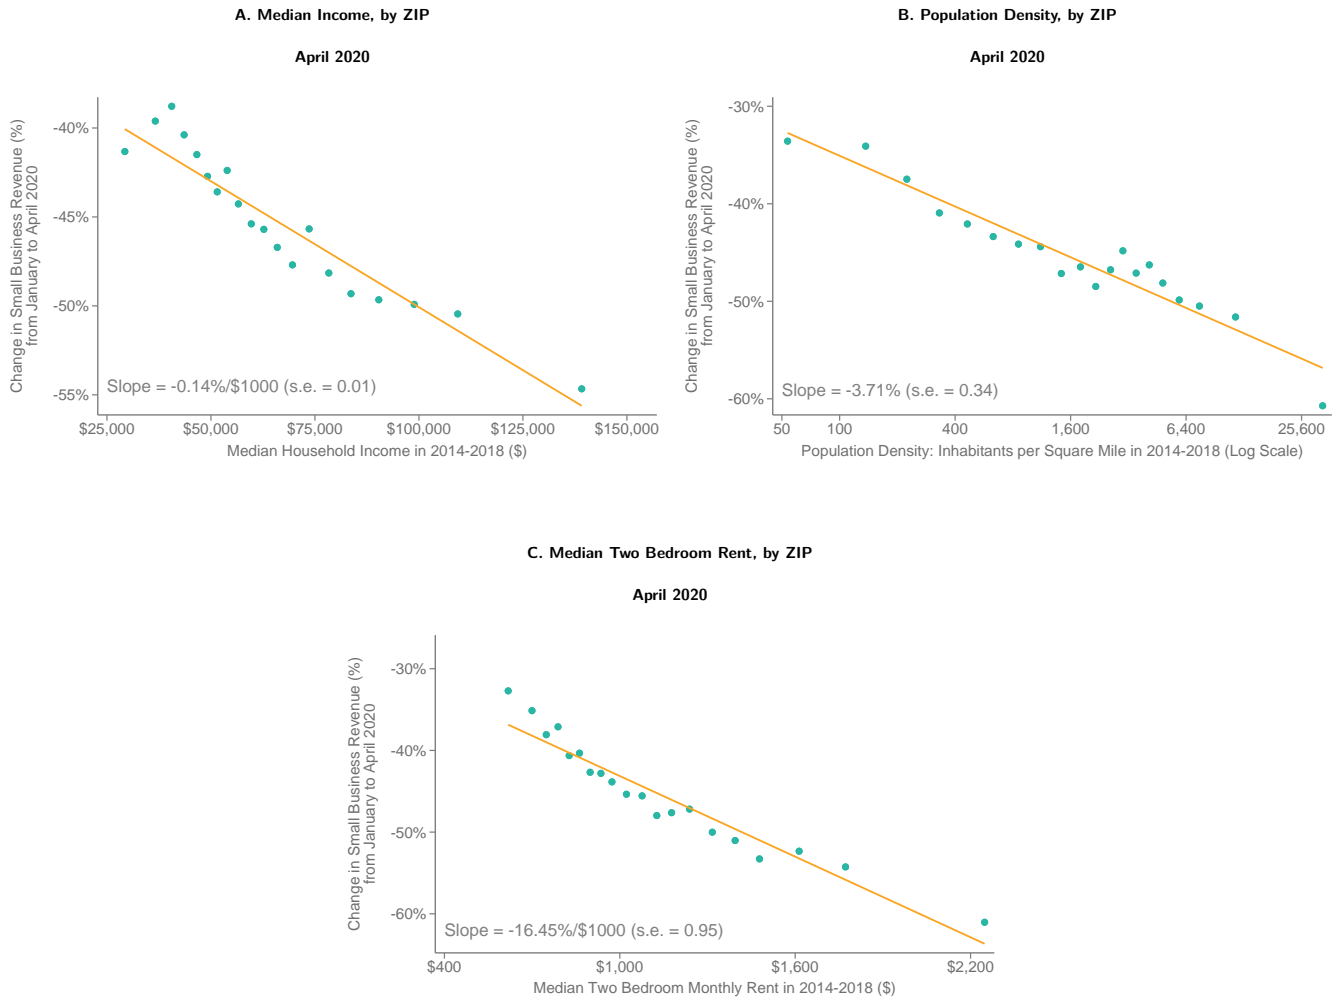 A. Median Income, by ZIP
April 2020
Change in Small Business Revenue (%)
from January to April 2020
-40%
-45%
-50%
-55%
Slope = -0.14%/$1000 (s.e. = 0.01)
$25,000 $50,000 $75,000 $100,000 $125,000 $150,000
Median Household Income in 2014-2018 ($)
B. Population Density, by ZIP
April 2020
Change in Small Business Revenue (%)
from January to April 2020
-30%
-40%
-50%
-60%
Slope = -3.71% (s.e. = 0.34)
50 100 400 1,600 6,400 25,600
Population Density: Inhabitants per Square Mile in 2014-2018 (Log Scale)
C. Median Two Bedroom Rent, by ZIP
April 2020
Change in Small Business Revenue (%)
from January to April 2020
-30%
-40%
-50%
-60%
Slope = -16.45%/$1000 (s.e. = 0.95)
$400 $1,000 $1,600 $2,200
Median Two Bedroom Monthly Rent in 2014-2018 ($)